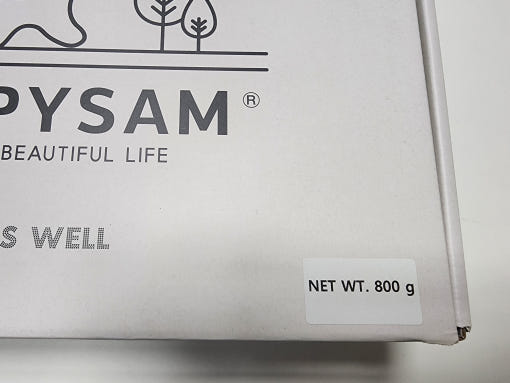 PYSAM®
BEAUTIFUL LIFE
S WELL
NET WT. 800 g